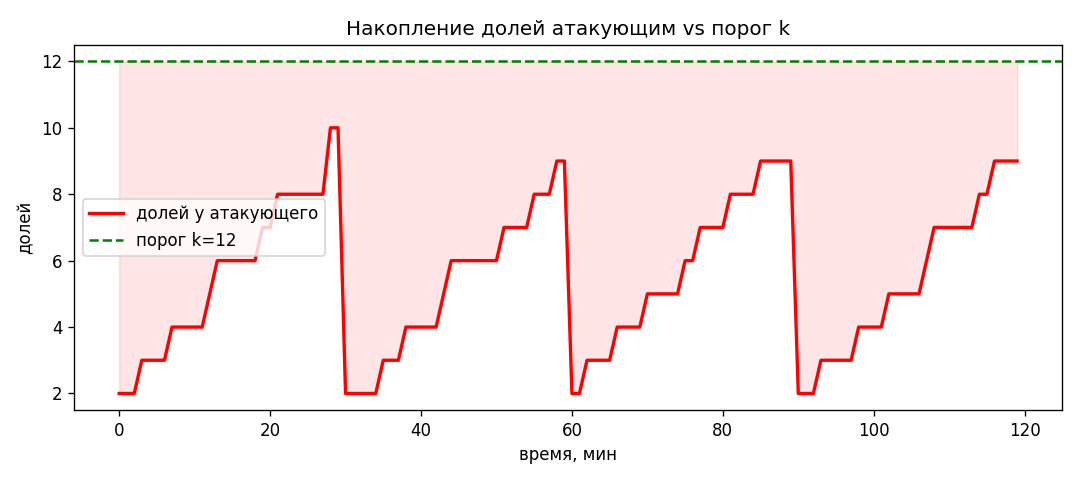 Накопление долей атакующим vs порог k
долей
12
10
8
6
4
2
долей у атакующего
порог k=12
0 20 40 60 80 100 120
время, мин